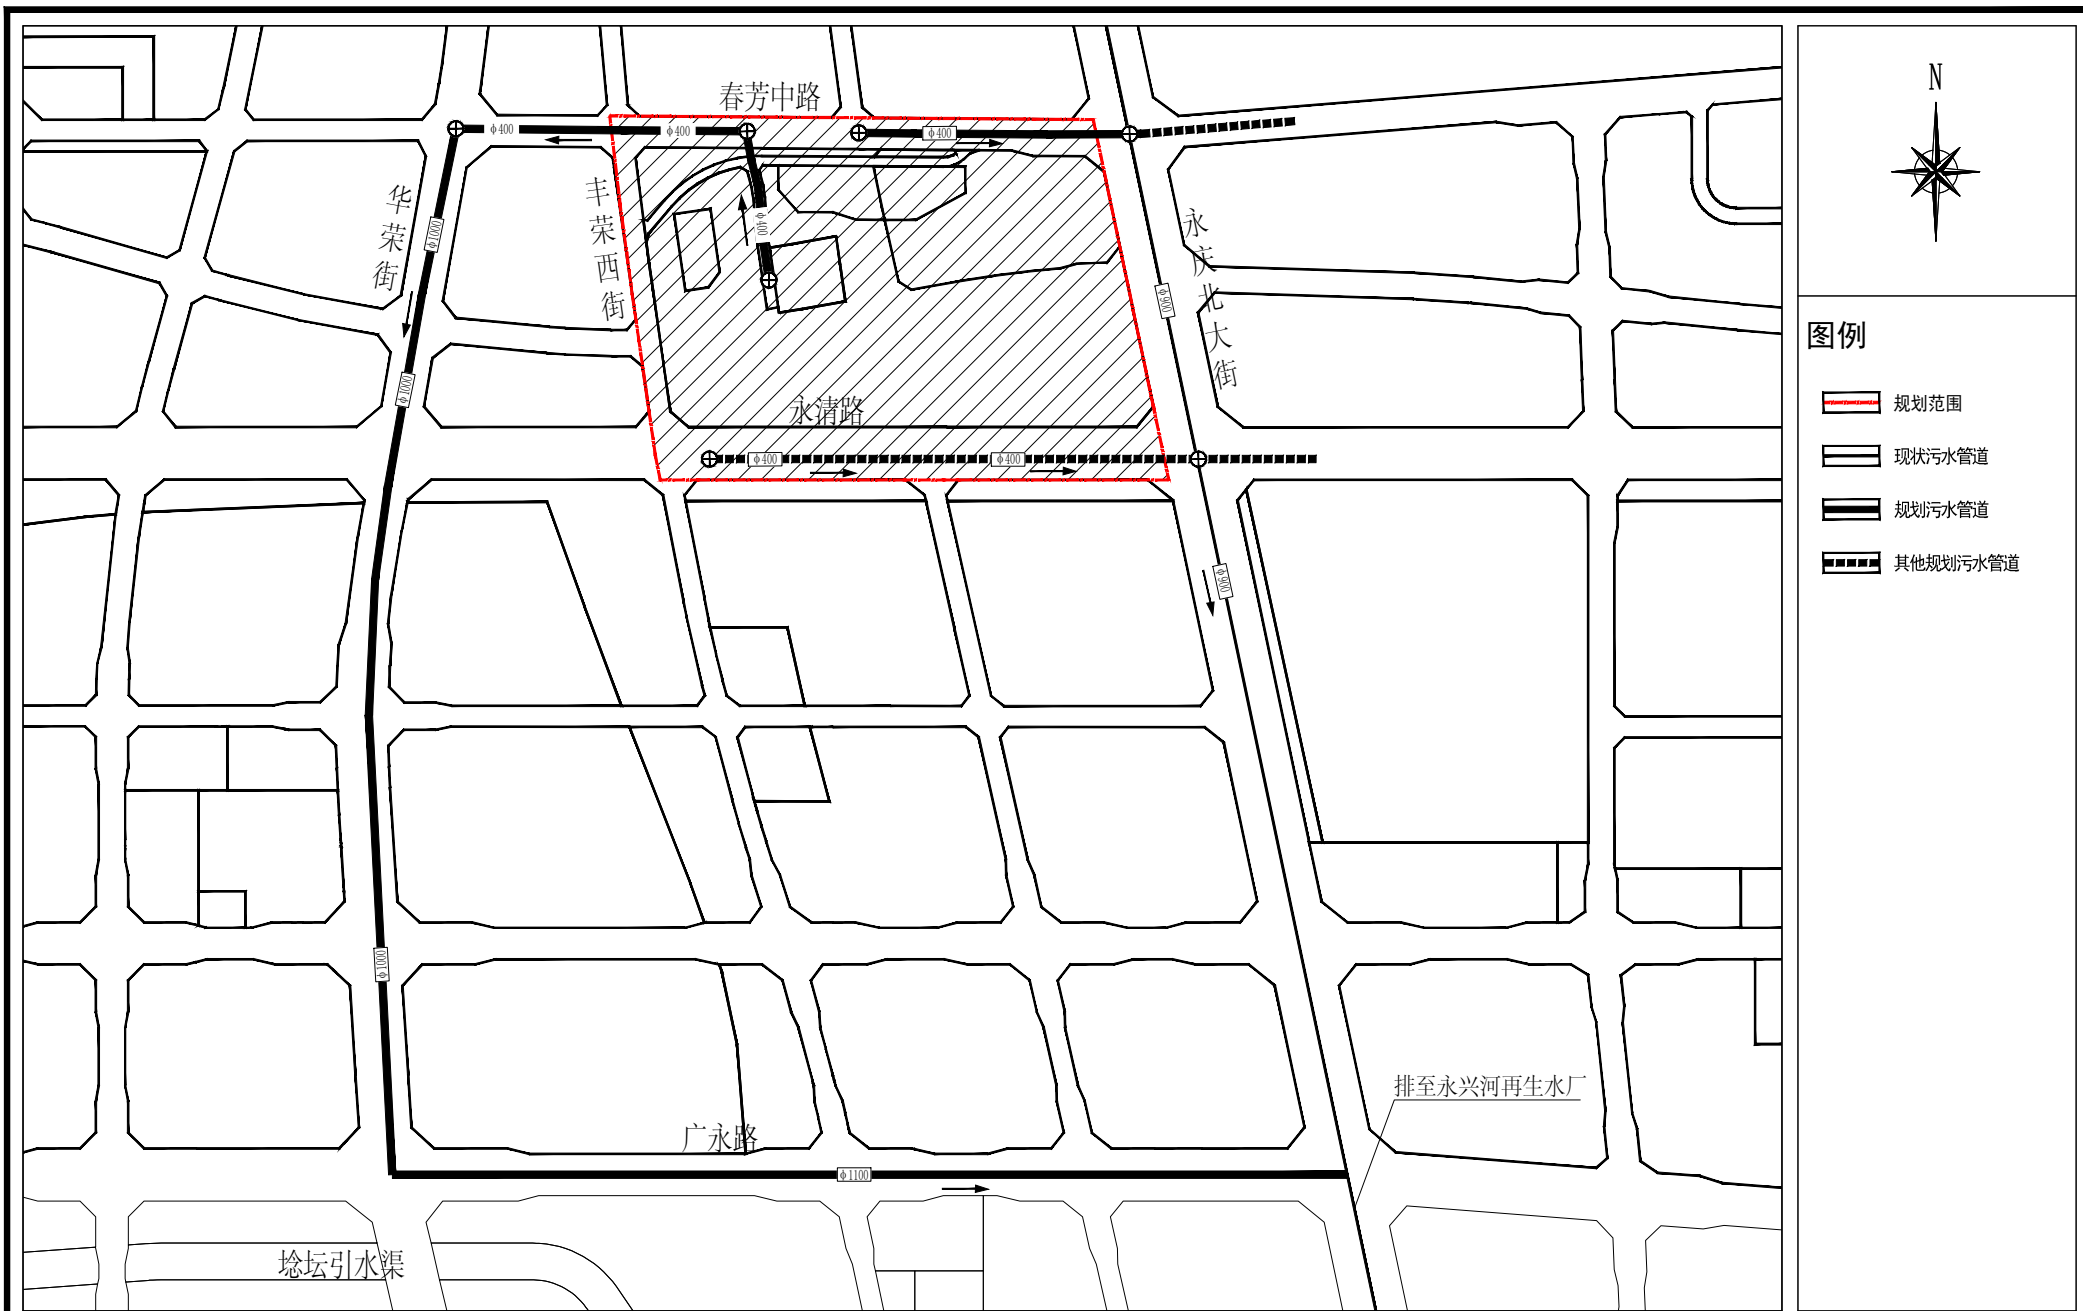 春芳中路
N
φ400
φ400
φ400
华荣街
丰荣西街
永庆北大街
φ1000
φ400
φ900
图例
规划范围
现状污水管道
规划污水管道
其他规划污水管道
φ1000
永清路
φ400
φ400
φ900
φ1000
排至永兴河再生水厂
广永路
φ1100
埝坛引水渠